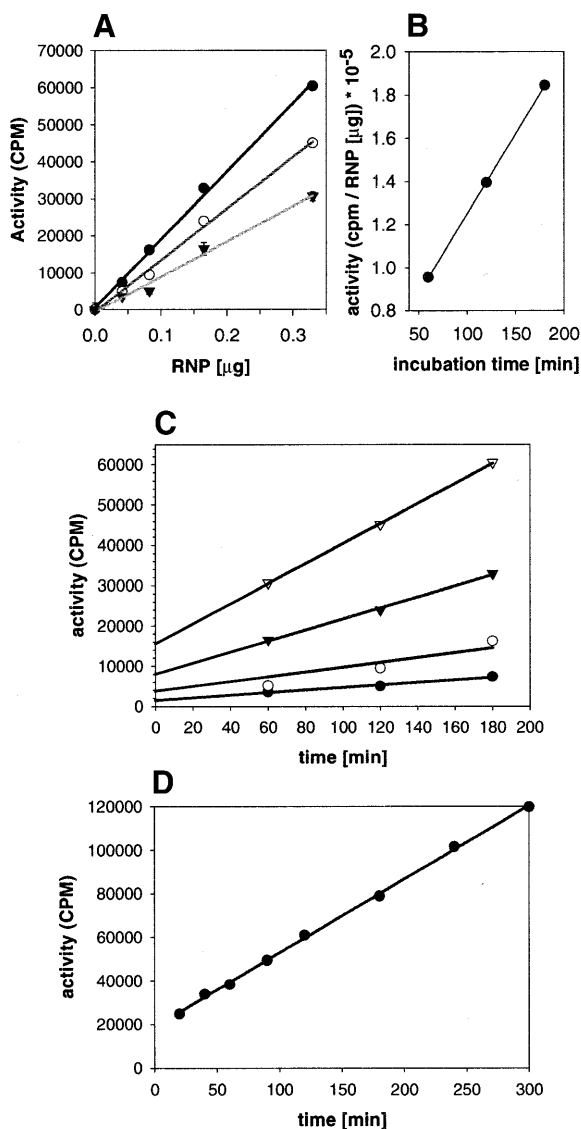 A
70000
60000
50000
40000
30000
20000
10000
0
Activity (CPM)
0.0 0.1 0.2 0.3
RNP [μg]
B
2.0
1.8
1.6
1.4
1.2
1.0
0.8
activity (cpm / RNP [μg]) * 10-5
50 100 150 200
incubation time [min]
C
60000
50000
40000
30000
20000
10000
0
activity (CPM)
0 20 40 60 80 100 120 140 160 180 200
time [min]
D
120000
100000
80000
60000
40000
20000
0
activity (CPM)
0 50 100 150 200 250 300
time [min]